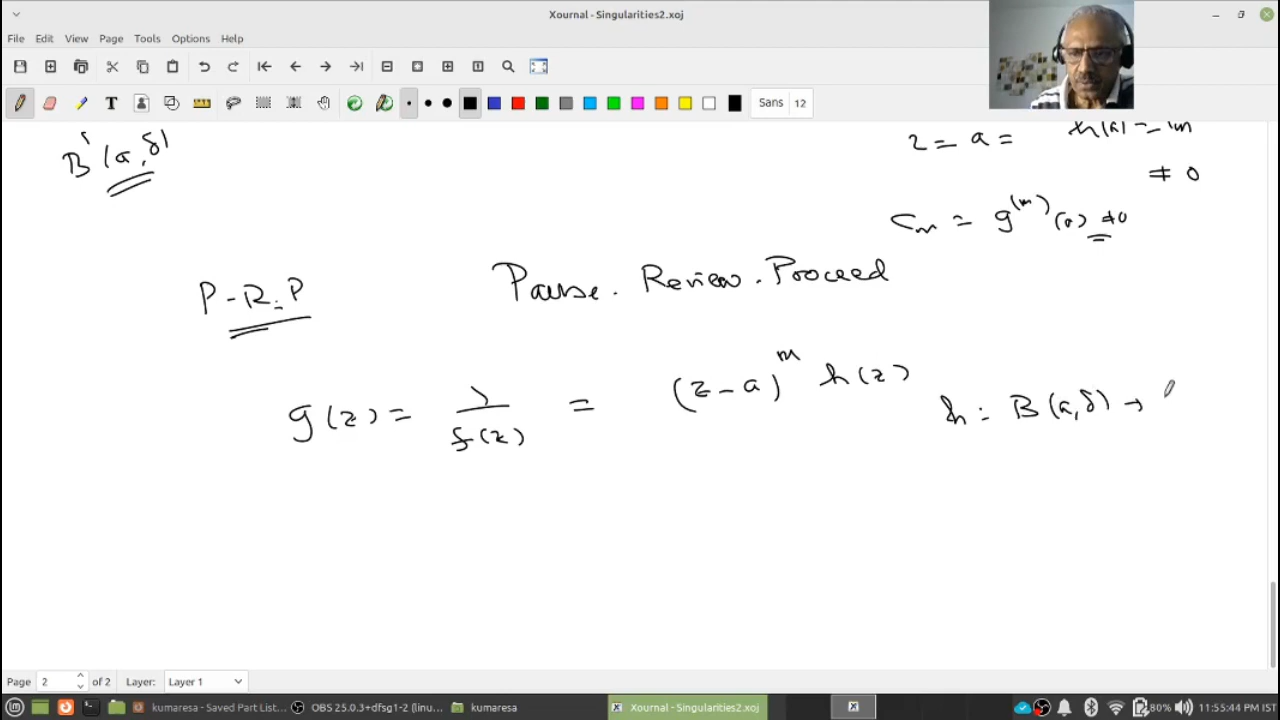 Xournal - Singularities2.xoj
File Edit View Page Tools Options Help
Sans 12
B'(a,δ)
z = a =
≠ 0
c_m = g^(m) (a) ≠0
P-R-P
Pause. Review. Proceed
g(z) = 1/f(z) = (z-a)^m h(z)
h : B(a,δ) →
Page 2 of 2 Layer: Layer 1
kumaresa - Saved Part List... OBS 25.0.3+dfsg1-2 (linu... kumaresa Xournal - Singularities2.xoj 80% 11:55:44 PM IST